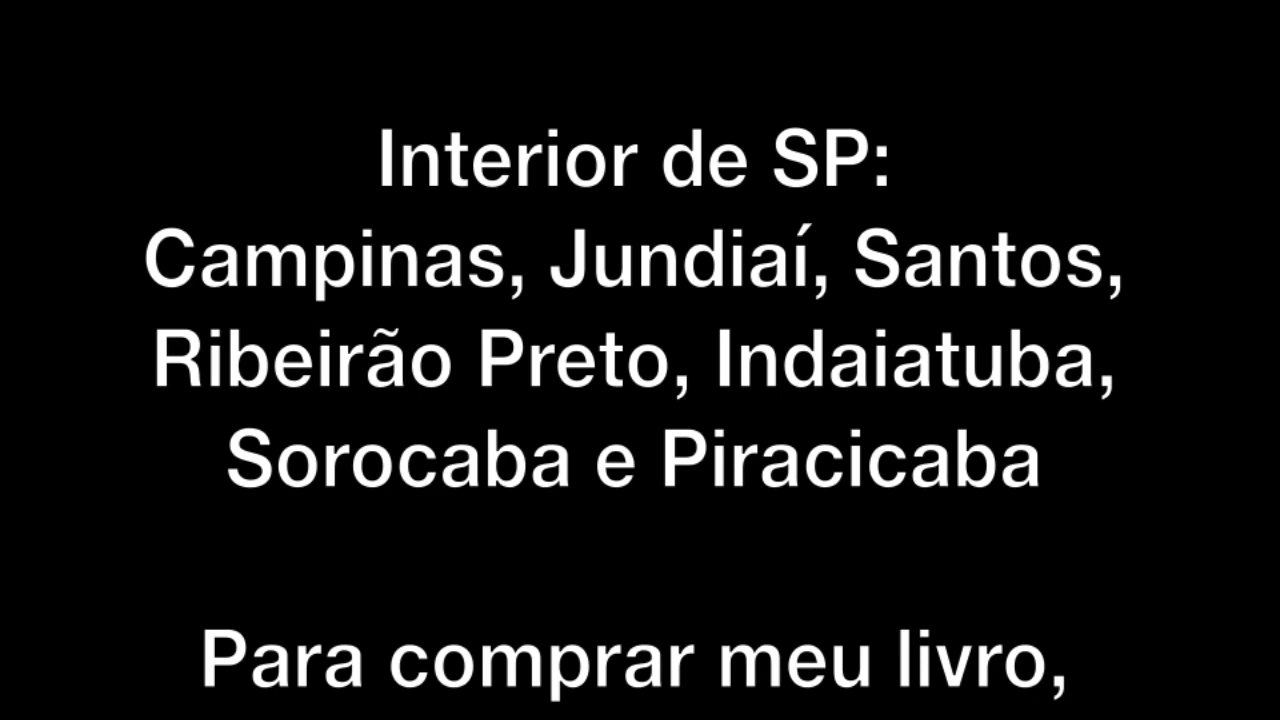 Interior de SP:
Campinas, Jundiaí, Santos,
Ribeirão Preto, Indaiatuba,
Sorocaba e Piracicaba
Para comprar meu livro,